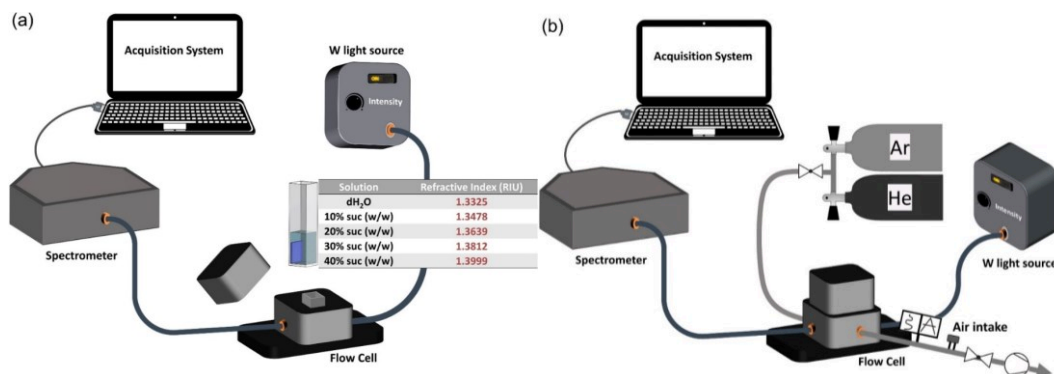 (a)
Acquisition System
W light source
Intensity
Solution Refractive Index (RIU)
dH₂O 1.3325
10% suc (w/w) 1.3478
20% suc (w/w) 1.3639
30% suc (w/w) 1.3812
40% suc (w/w) 1.3999
Spectrometer
Flow Cell
(b)
Acquisition System
Ar
He
Intensity
W light source
Spectrometer
A
Air intake
Flow Cell